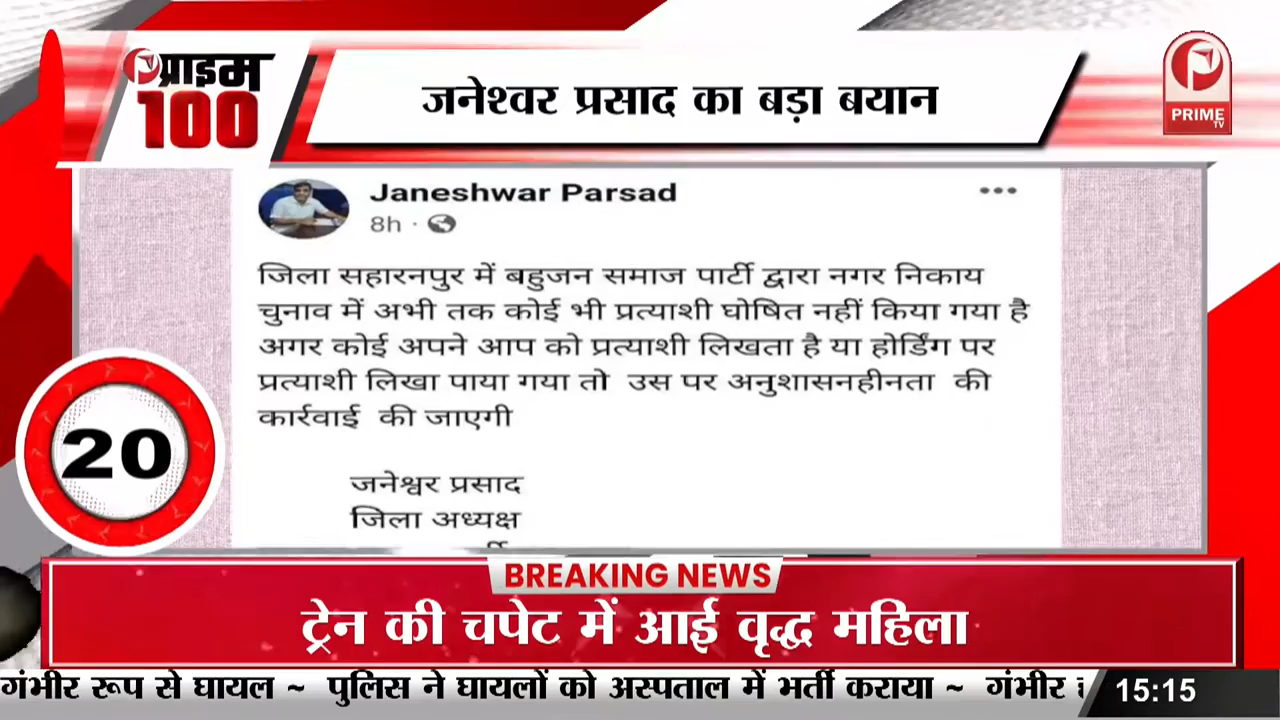 प्राइम
100
जनेश्वर प्रसाद का बड़ा बयान
PRIME
TV
Janeshwar Parsad
8h ·
जिला सहारनपुर में बहुजन समाज पार्टी द्वारा नगर निकाय
चुनाव में अभी तक कोई भी प्रत्याशी घोषित नहीं किया गया है
अगर कोई अपने आप को प्रत्याशी लिखता है या होर्डिंग पर
प्रत्याशी लिखा पाया गया तो उस पर अनुशासनहीनता की
कार्रवाई की जाएगी
जनेश्वर प्रसाद
जिला अध्यक्ष
20
BREAKING NEWS
ट्रेन की चपेट में आई वृद्ध महिला
गंभीर रूप से घायल ~ पुलिस ने घायलों को अस्पताल में भर्ती कराया ~ गंभीर
15:15